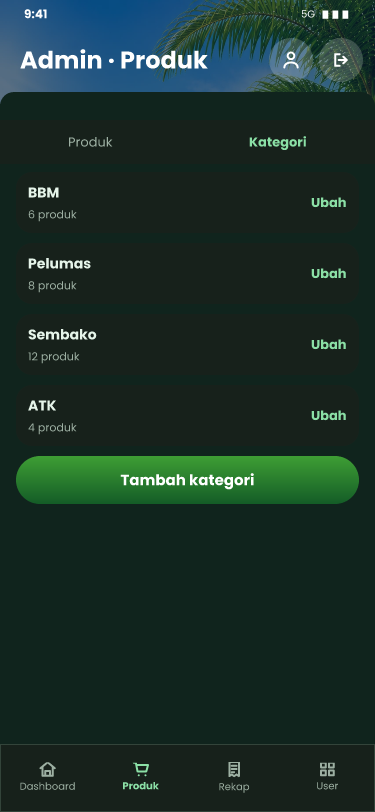 9:41
5G
Admin · Produk
Produk
Kategori
BBM
6 produk
Ubah
Pelumas
8 produk
Ubah
Sembako
12 produk
Ubah
ATK
4 produk
Ubah
Tambah kategori
Dashboard
Produk
Rekap
User